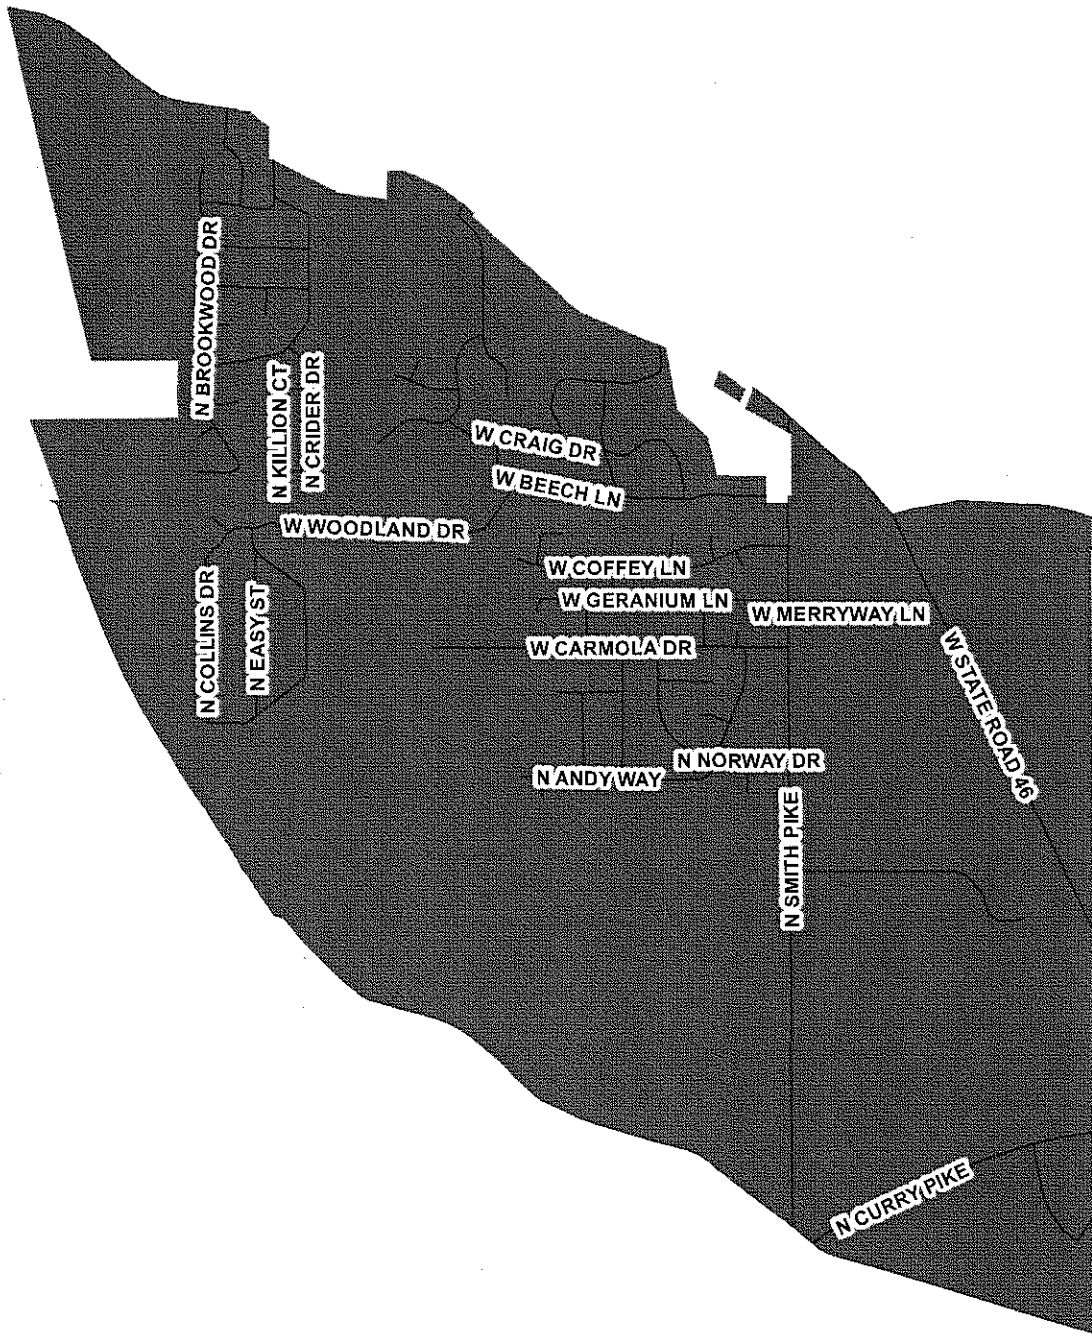 N BROOKWOOD DR
N KILLION CT
N CRIDER DR
W CRAIG DR
W BEECH LN
W WOODLAND DR
W COFFEY LN
N COLLINS DR
N EASY ST
W GERANIUM LN
W MERRYWAY LN
W CARMOLA DR
W STATE ROAD 46
N NORWAY DR
N ANDY WAY
N SMITH PIKE
N CURRY PIKE